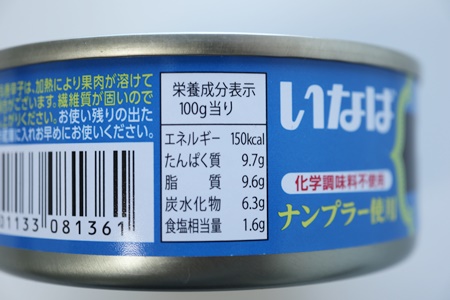 唐辛子は、加熱により果肉が溶けて
ございます。繊維質が固いので
がりください。お使い残りの出た
に入れお早めにお使いください。
01133 081361
栄養成分表示
100g当り
エネルギー 150kcal
たんぱく質 9.7g
脂質 9.6g
炭水化物 6.3g
食塩相当量 1.6g
いなば
化学調味料不使用
ナンプラー使用